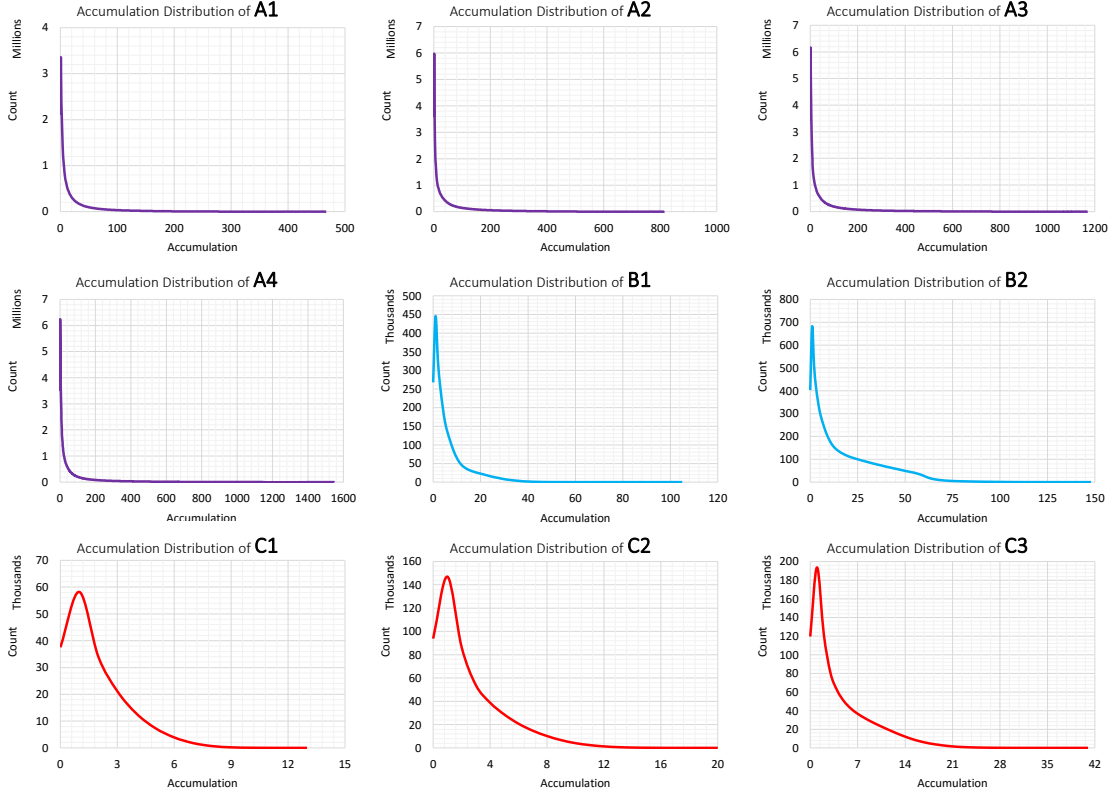 Accumulation Distribution of A1
Millions
Count
4
3
2
1
0
0 100 200 300 400 500
Accumulation
Accumulation Distribution of A2
Millions
Count
7
6
5
4
3
2
1
0
0 200 400 600 800 1000
Accumulation
Accumulation Distribution of A3
Millions
Count
7
6
5
4
3
2
1
0
0 200 400 600 800 1000 1200
Accumulation
Accumulation Distribution of A4
Millions
Count
7
6
5
4
3
2
1
0
0 200 400 600 800 1000 1200 1400 1600
Accumulation
Accumulation Distribution of B1
Thousands
Count
500
450
400
350
300
250
200
150
100
50
0
0 20 40 60 80 100 120
Accumulation
Accumulation Distribution of B2
Thousands
Count
800
700
600
500
400
300
200
100
0
0 25 50 75 100 125 150
Accumulation
Accumulation Distribution of C1
Thousands
Count
70
60
50
40
30
20
10
0
0 3 6 9 12 15
Accumulation
Accumulation Distribution of C2
Thousands
Count
160
140
120
100
80
60
40
20
0
0 4 8 12 16 20
Accumulation
Accumulation Distribution of C3
Thousands
Count
200
180
160
140
120
100
80
60
40
20
0
0 7 14 21 28 35 42
Accumulation